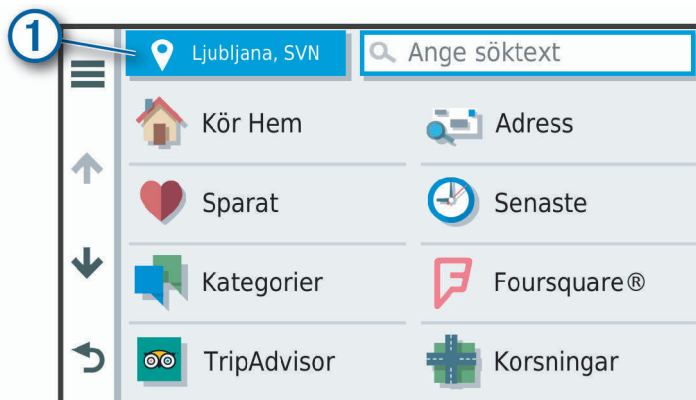 1
Ljubljana, SVN
Ange söktext
Kör Hem
Adress
Sparat
Senaste
Kategorier
Foursquare®
TripAdvisor
Korsningar